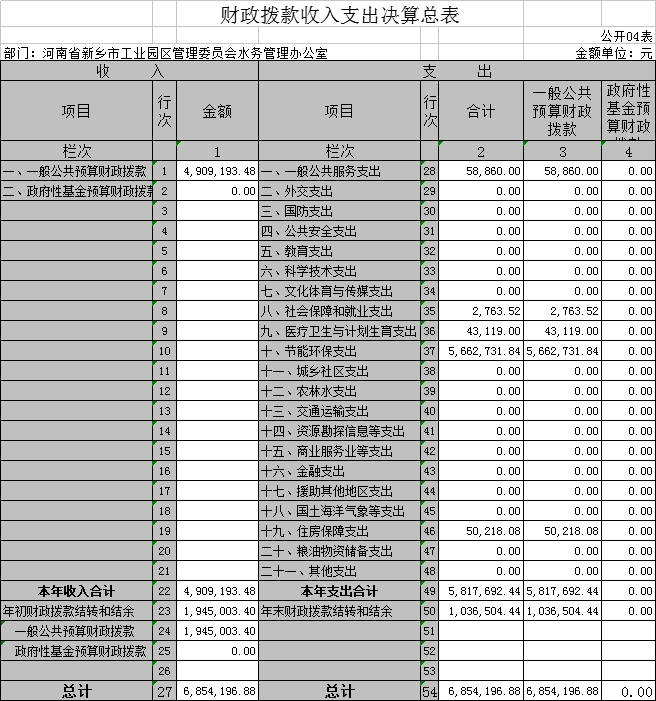 财政拨款收入支出决算总表
公开04表
部门：河南省新乡市工业园区管理委员会水务管理办公室 金额单位：元
收 入 支 出
项目 行次 金额 项目 行次 合计 一般公共预算财政拨款 政府性基金预算财政
栏次 1 栏次 2 3 4
一、一般公共预算财政拨款 1 4,909,193.48 一、一般公共服务支出 28 58,860.00 58,860.00 0.00
二、政府性基金预算财政拨款 2 0.00 二、外交支出 29 0.00 0.00 0.00
3 三、国防支出 30 0.00 0.00 0.00
4 四、公共安全支出 31 0.00 0.00 0.00
5 五、教育支出 32 0.00 0.00 0.00
6 六、科学技术支出 33 0.00 0.00 0.00
7 七、文化体育与传媒支出 34 0.00 0.00 0.00
8 八、社会保障和就业支出 35 2,763.52 2,763.52 0.00
9 九、医疗卫生与计划生育支出 36 43,119.00 43,119.00 0.00
10 十、节能环保支出 37 5,662,731.84 5,662,731.84 0.00
11 十一、城乡社区支出 38 0.00 0.00 0.00
12 十二、农林水支出 39 0.00 0.00 0.00
13 十三、交通运输支出 40 0.00 0.00 0.00
14 十四、资源勘探信息等支出 41 0.00 0.00 0.00
15 十五、商业服务业等支出 42 0.00 0.00 0.00
16 十六、金融支出 43 0.00 0.00 0.00
17 十七、援助其他地区支出 44 0.00 0.00 0.00
18 十八、国土海洋气象等支出 45 0.00 0.00 0.00
19 十九、住房保障支出 46 50,218.08 50,218.08 0.00
20 二十、粮油物资储备支出 47 0.00 0.00 0.00
21 二十一、其他支出 48 0.00 0.00 0.00
本年收入合计 22 4,909,193.48 本年支出合计 49 5,817,692.44 5,817,692.44 0.00
年初财政拨款结转和结余 23 1,945,003.40 年末财政拨款结转和结余 50 1,036,504.44 1,036,504.44 0.00
一般公共预算财政拨款 24 1,945,003.40 51
政府性基金预算财政拨款 25 0.00 52
26 53
总计 27 6,854,196.88 总计 54 6,854,196.88 6,854,196.88 0.00